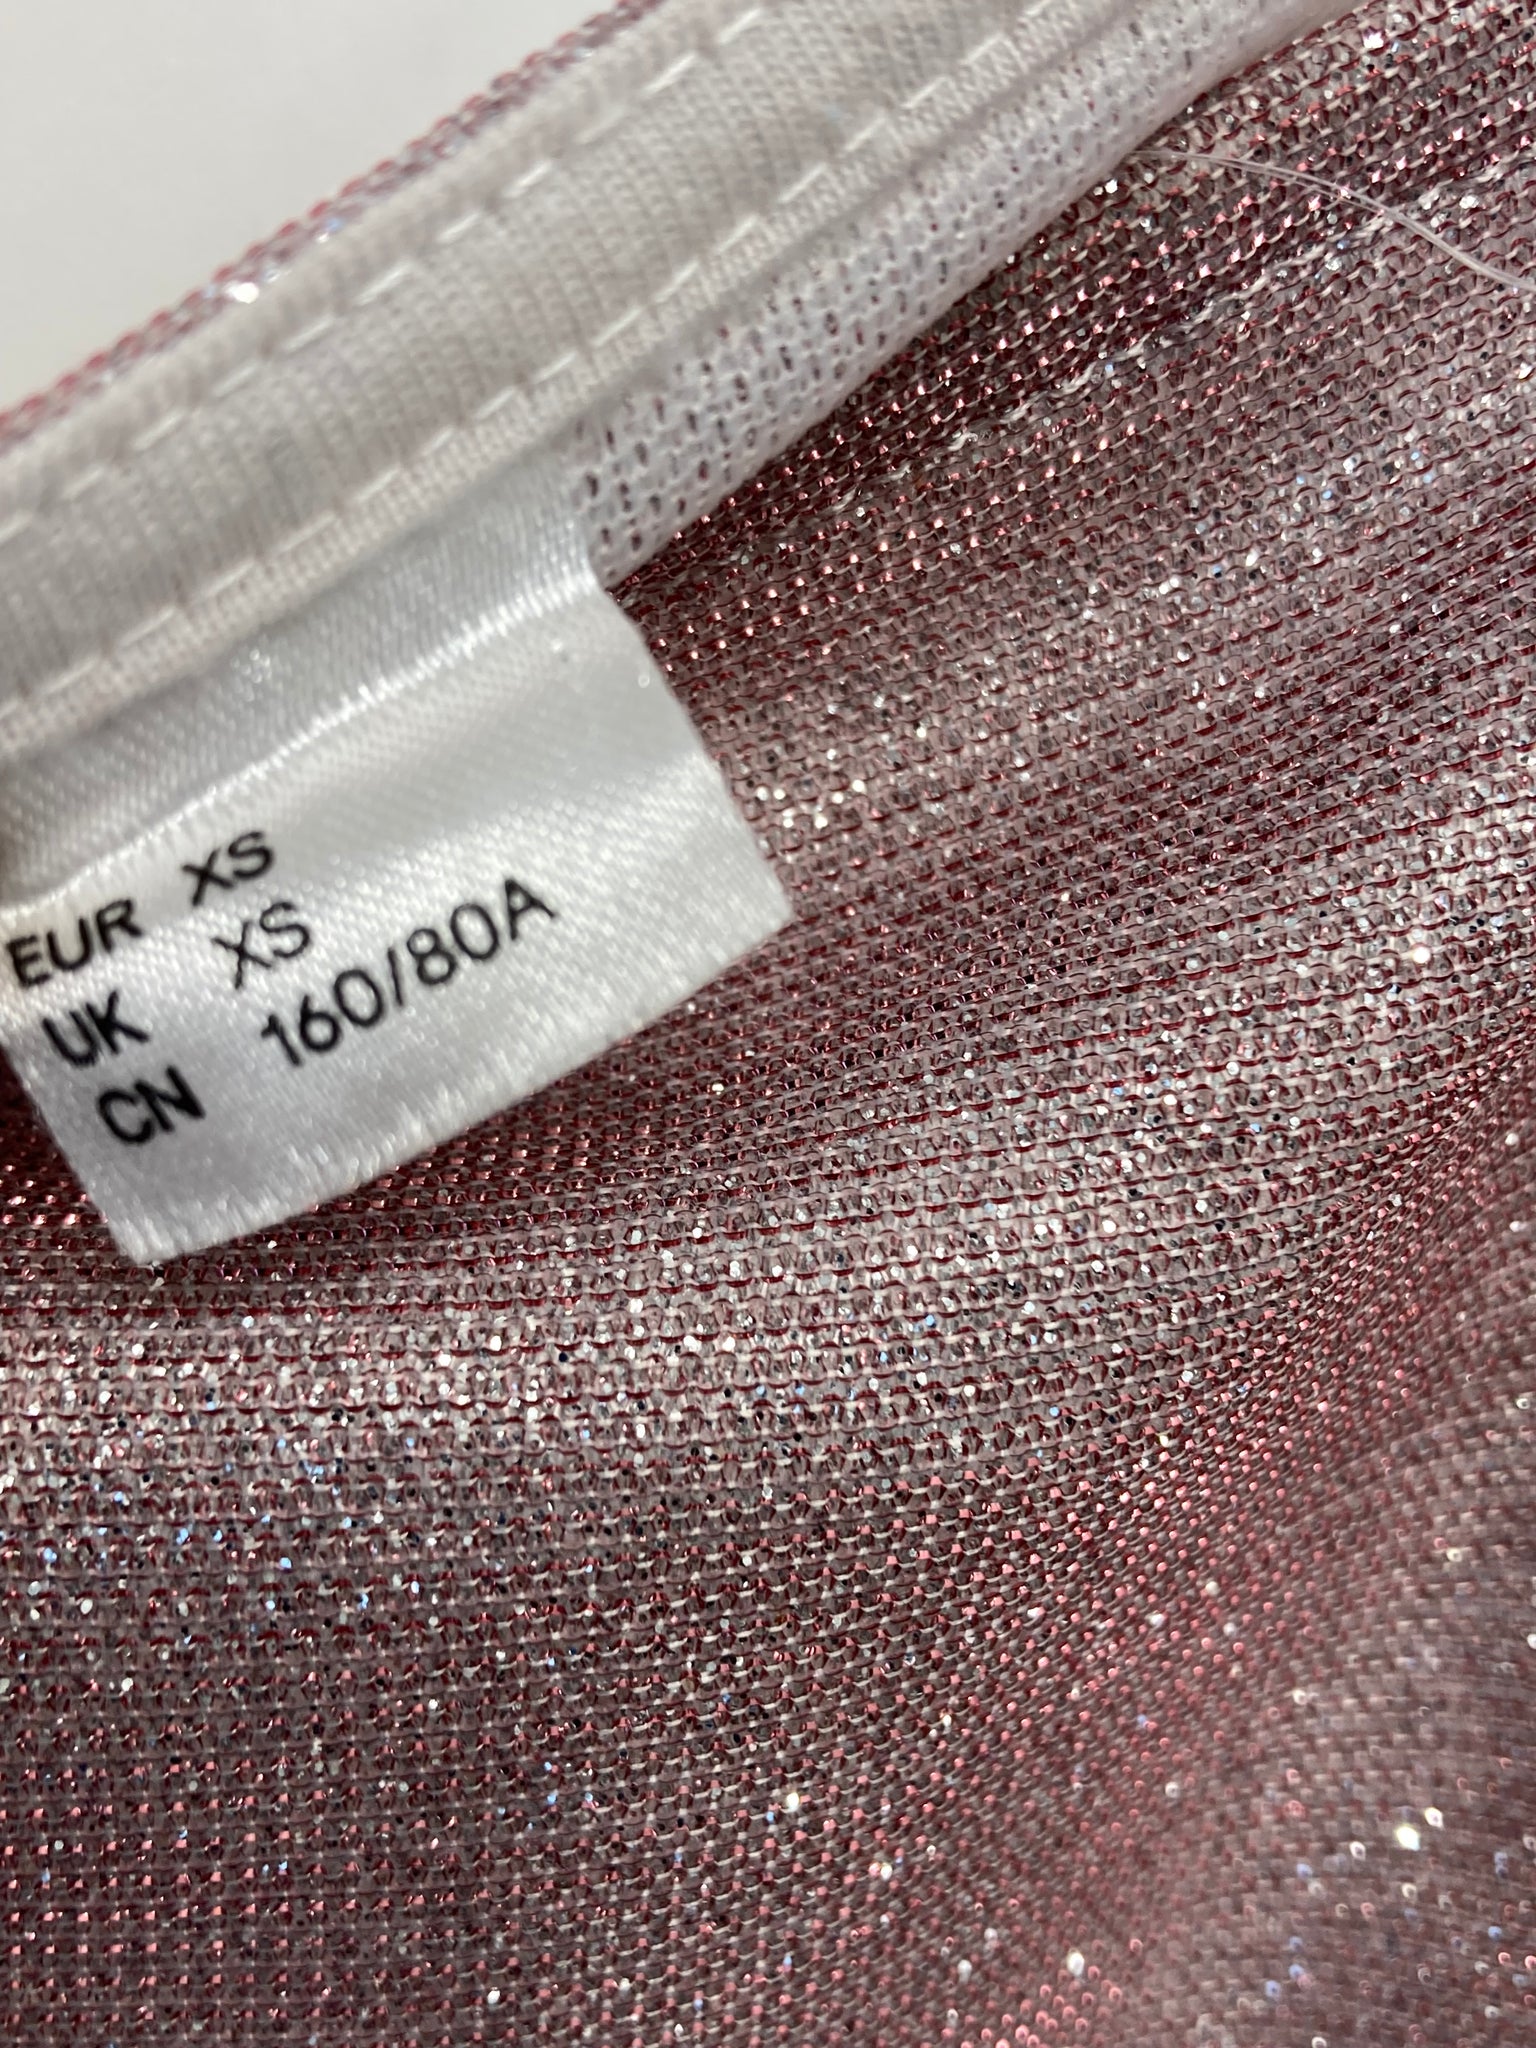 EUR XS
UK XS
CN 160/80A